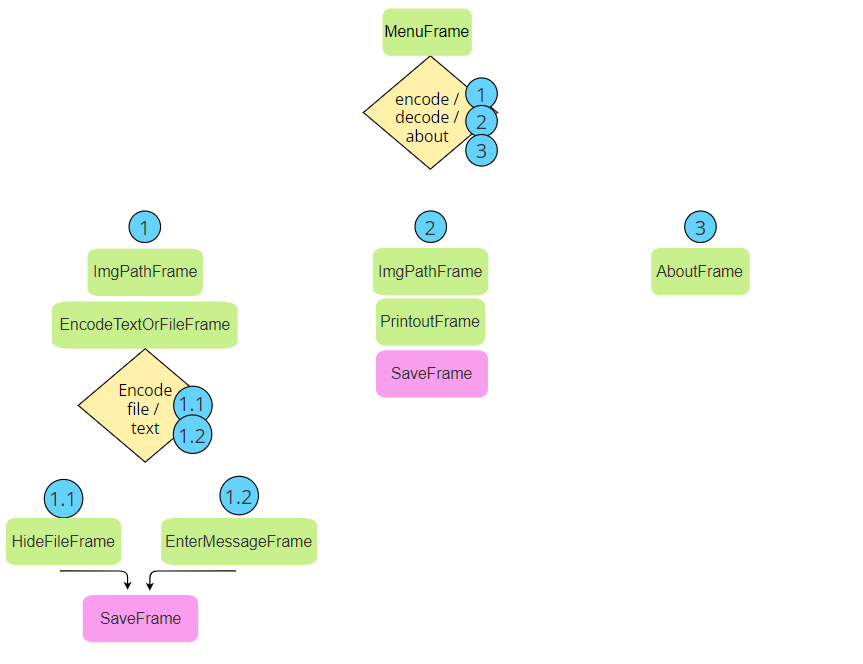 MenuFrame
encode /
decode /
about
1
2
3
1
2
3
ImgPathFrame
ImgPathFrame
AboutFrame
EncodeTextOrFileFrame
PrintoutFrame
SaveFrame
Encode
file /
text
1.1
1.2
1.1
1.2
HideFileFrame
EnterMessageFrame
SaveFrame